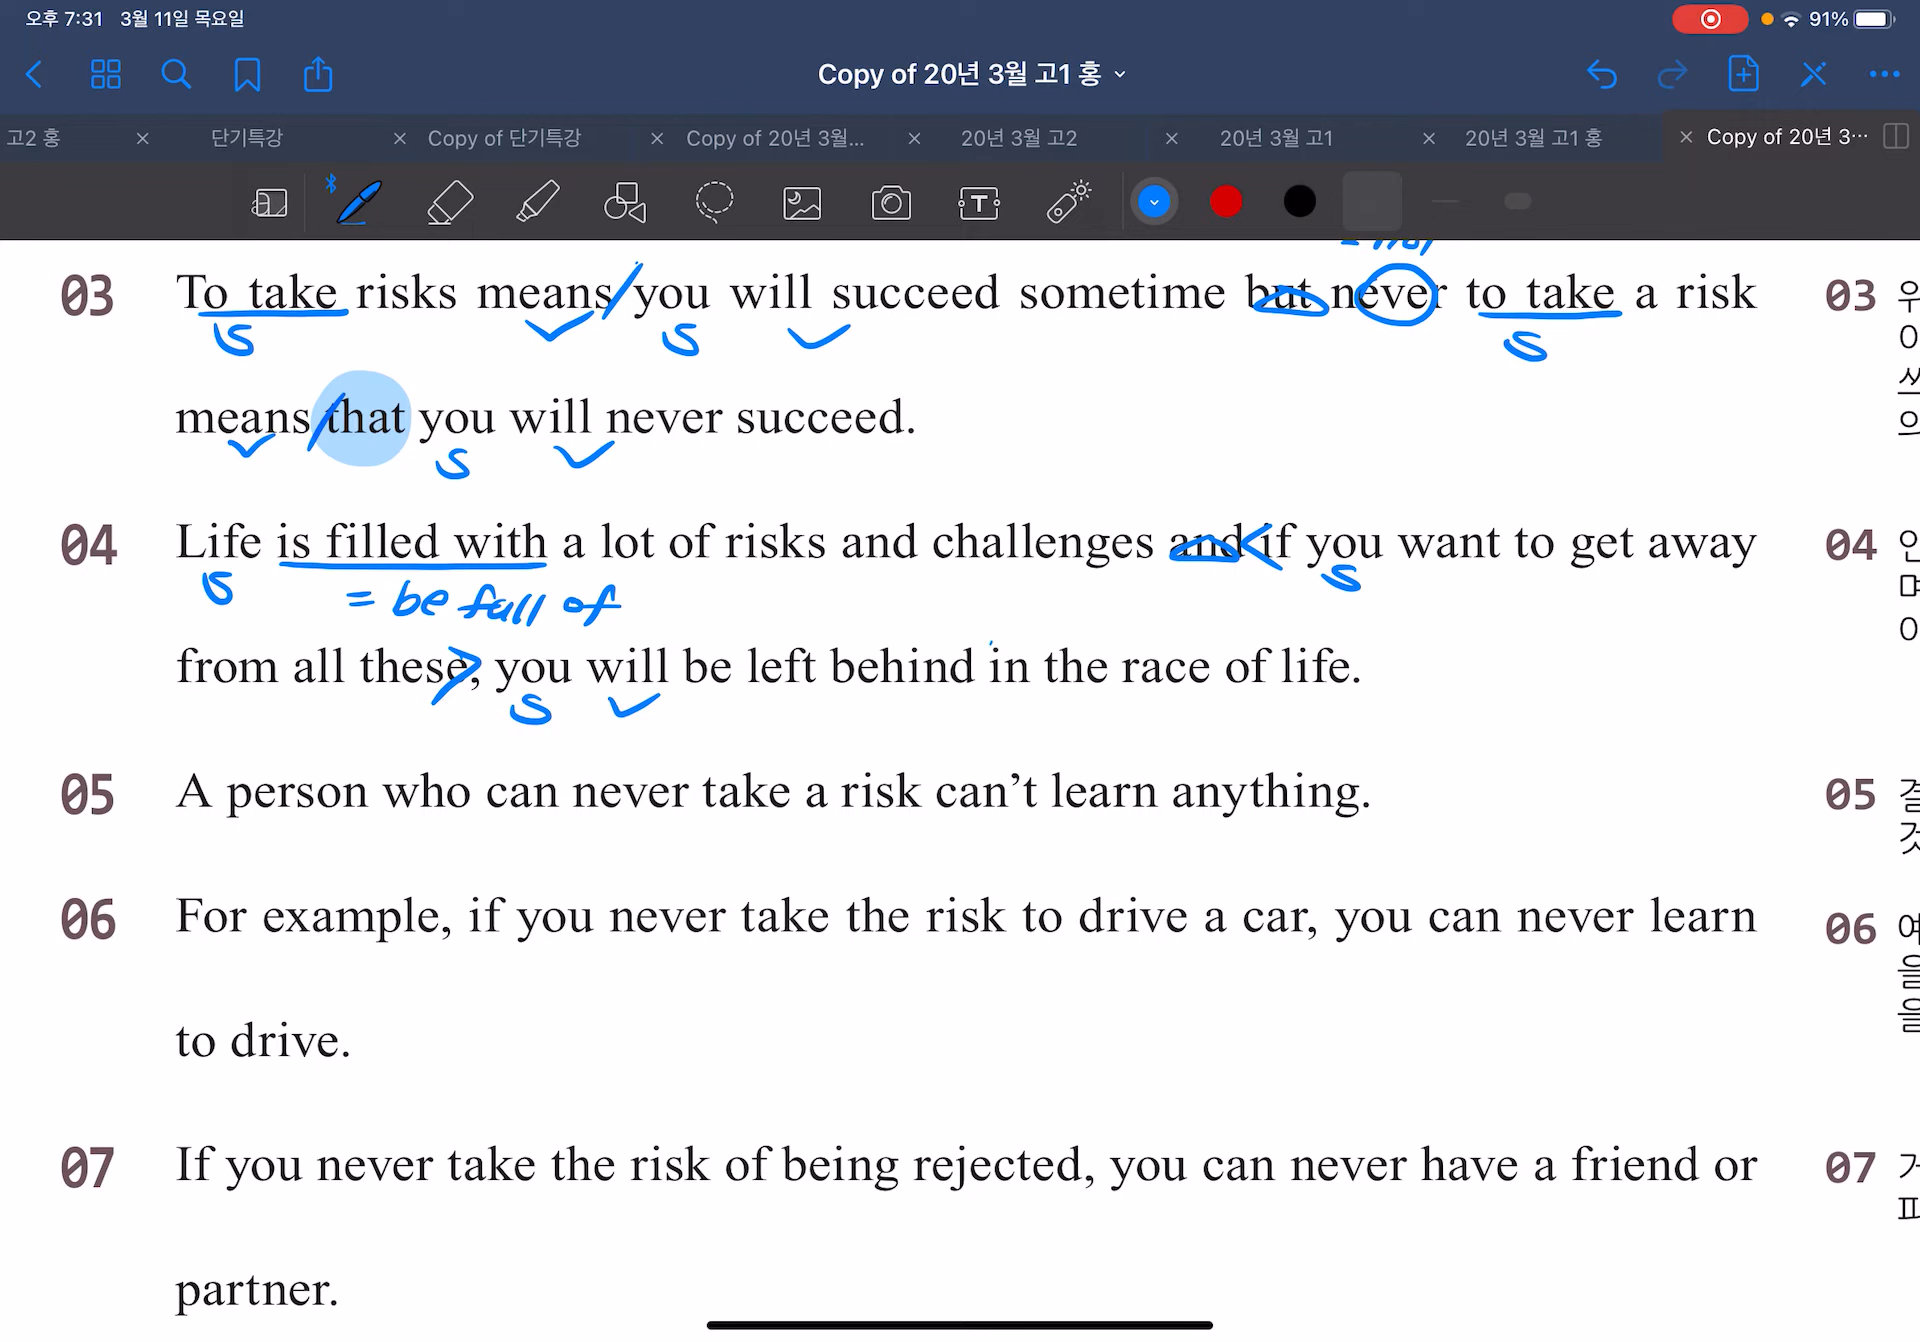 오후 7:31 3월 11일 목요일
91%
Copy of 20년 3월 고1 홍
고2 홍
단기특강
Copy of 단기특강
Copy of 20년 3월...
20년 3월 고2
20년 3월 고1
20년 3월 고1 홍
Copy of 20년 3···
03 To take risks means you will succeed sometime but never to take a risk
S S S
means that you will never succeed.
S
04 Life is filled with a lot of risks and challenges and if you want to get away
S = be full of S
from all these, you will be left behind in the race of life.
S
05 A person who can never take a risk can't learn anything.
06 For example, if you never take the risk to drive a car, you can never learn
to drive.
07 If you never take the risk of being rejected, you can never have a friend or
partner.
03
04
05
06
07